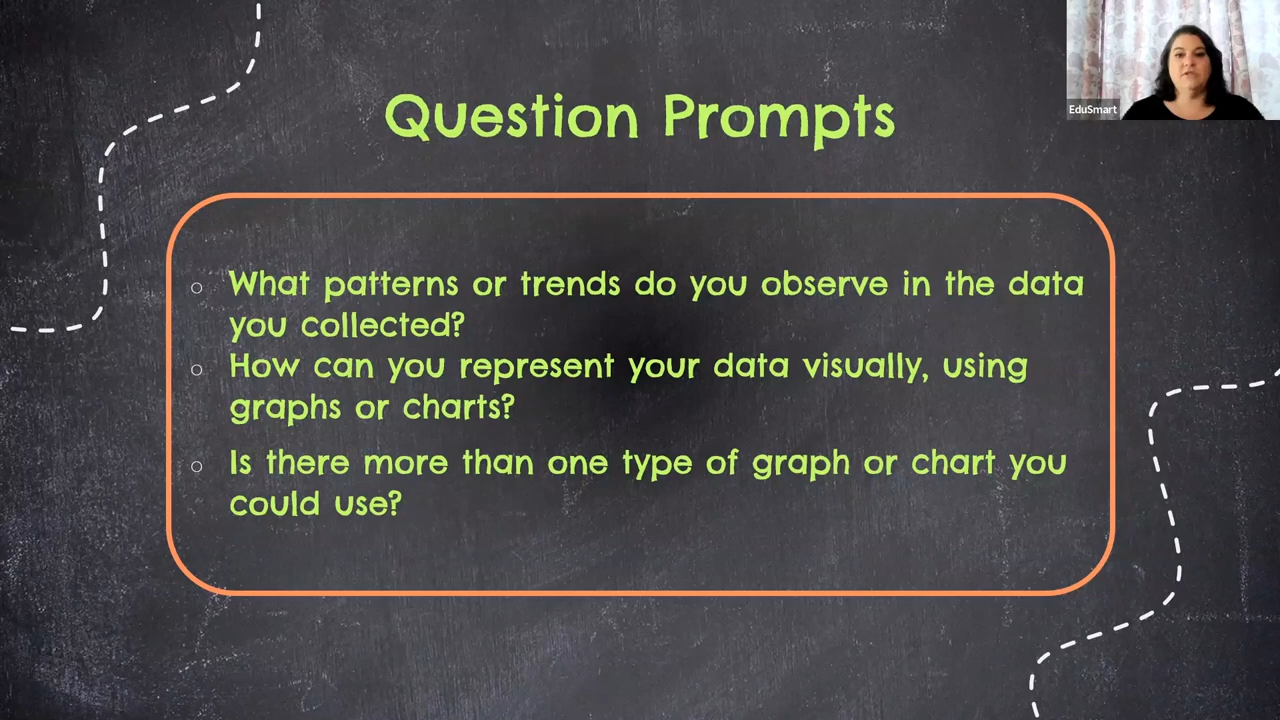 Question Prompts
EduSmart
What patterns or trends do you observe in the data
you collected?
How can you represent your data visually, using
graphs or charts?
Is there more than one type of graph or chart you
could use?